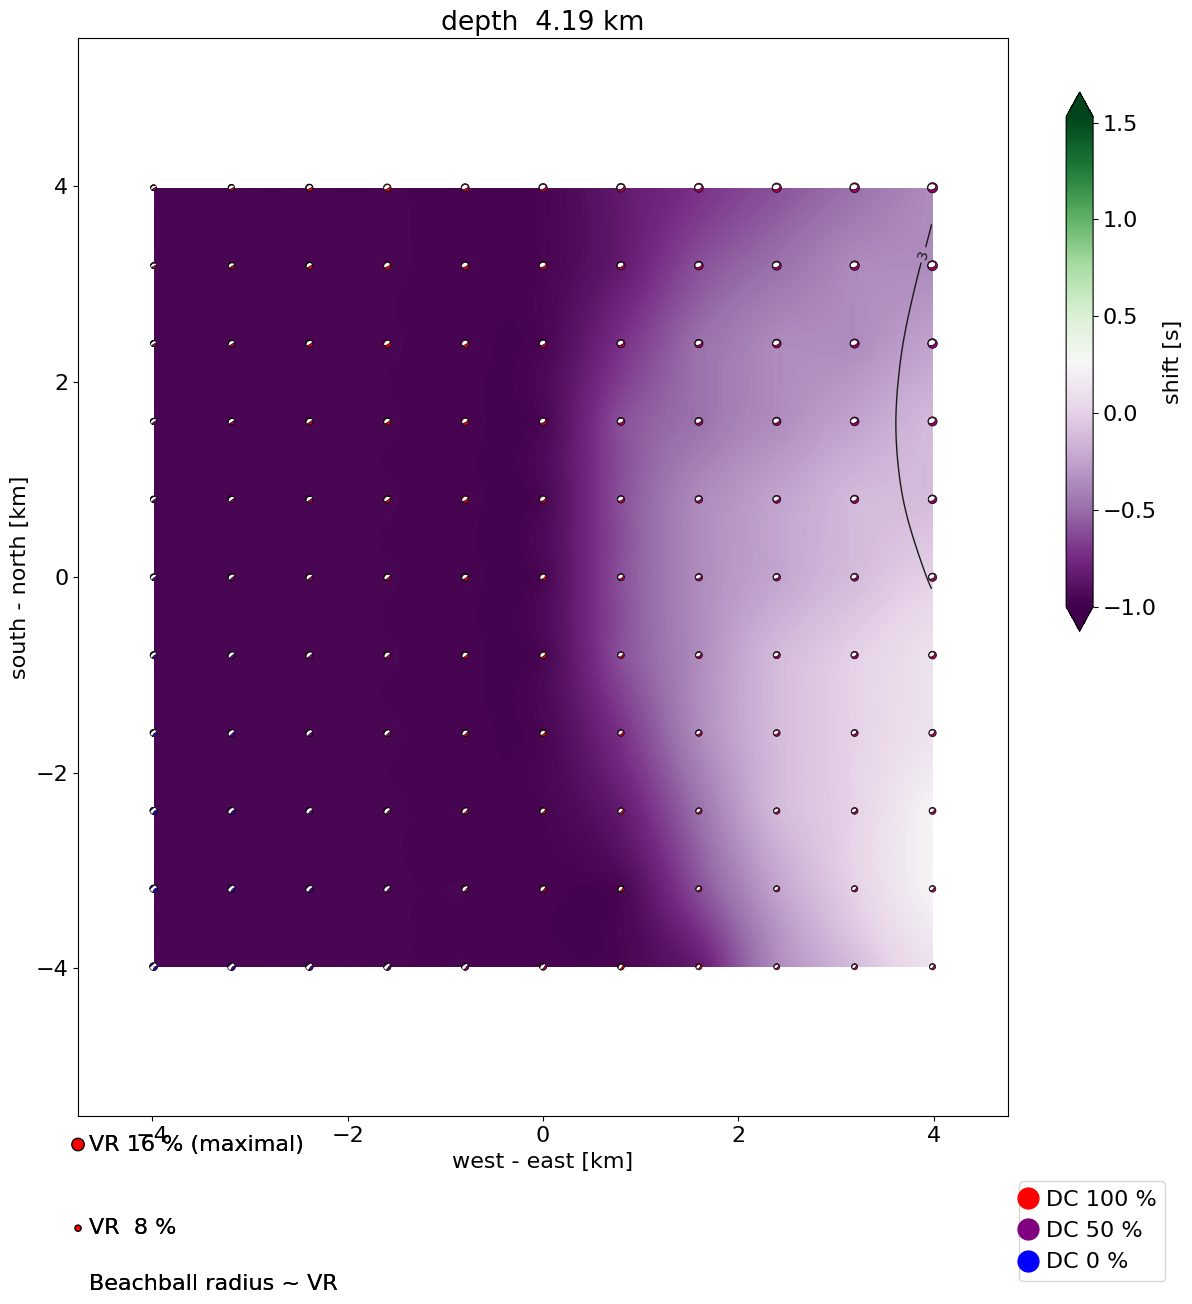 depth  4.19 km
4
2
0
−2
−4
south - north [km]
3
1.5
1.0
0.5
0.0
−0.5
−1.0
shift [s]
−4
−2
0
2
4
west - east [km]
VR 16 % (maximal)
VR  8 %
Beachball radius ~ VR
DC 100 %
DC 50 %
DC 0 %